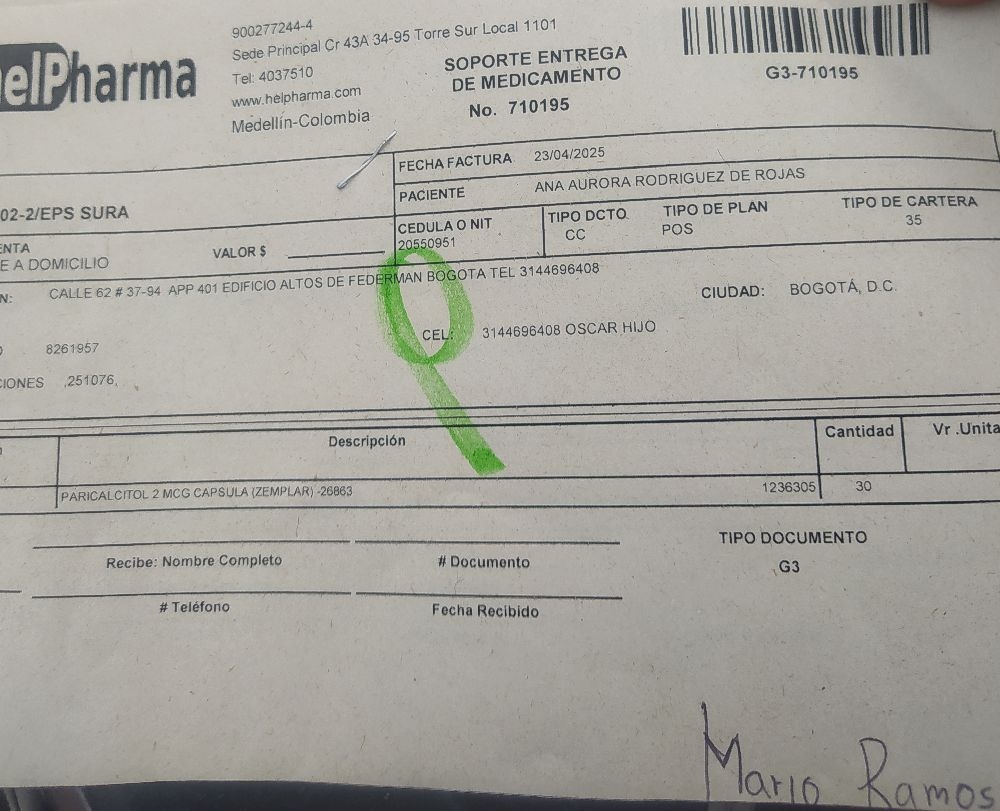 helPharma
900277244-4
Sede Principal Cr 43A 34-95 Torre Sur Local 1101
Tel: 4037510
www.helpharma.com
Medellín-Colombia
SOPORTE ENTREGA
DE MEDICAMENTO
No. 710195
G3-710195
FECHA FACTURA 23/04/2025
PACIENTE ANA AURORA RODRIGUEZ DE ROJAS
02-2/EPS SURA
CEDULA O NIT TIPO DCTO TIPO DE PLAN TIPO DE CARTERA
20550951 CC POS 35
ENTA VALOR $
E A DOMICILIO
N: CALLE 62 # 37-94 APP 401 EDIFICIO ALTOS DE FEDERMAN BOGOTA TEL 3144696408
CIUDAD: BOGOTÁ, D.C.
CEL: 3144696408 OSCAR HIJO
8261957
CIONES ,251076,
Descripción Cantidad Vr .Unita
PARICALCITOL 2 MCG CAPSULA (ZEMPLAR) -26863 1236305 30
Recibe: Nombre Completo # Documento
TIPO DOCUMENTO
G3
# Teléfono Fecha Recibido
Mario Ramos